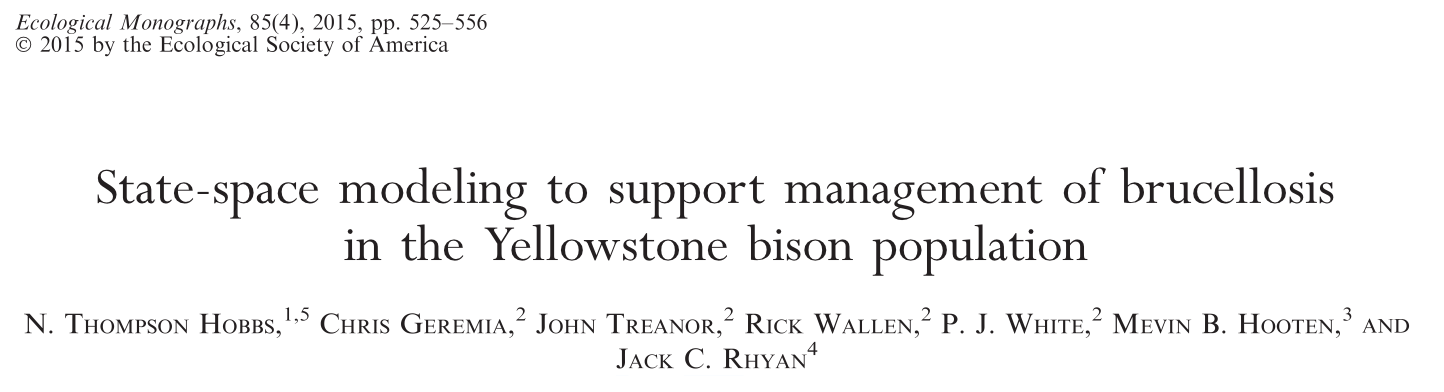 Ecological Monographs, 85(4), 2015, pp. 525–556
© 2015 by the Ecological Society of America
State-space modeling to support management of brucellosis
in the Yellowstone bison population
N. Thompson Hobbs,1,5 Chris Geremia,2 John Treanor,2 Rick Wallen,2 P. J. White,2 Mevin B. Hooten,3 and
Jack C. Rhyan4